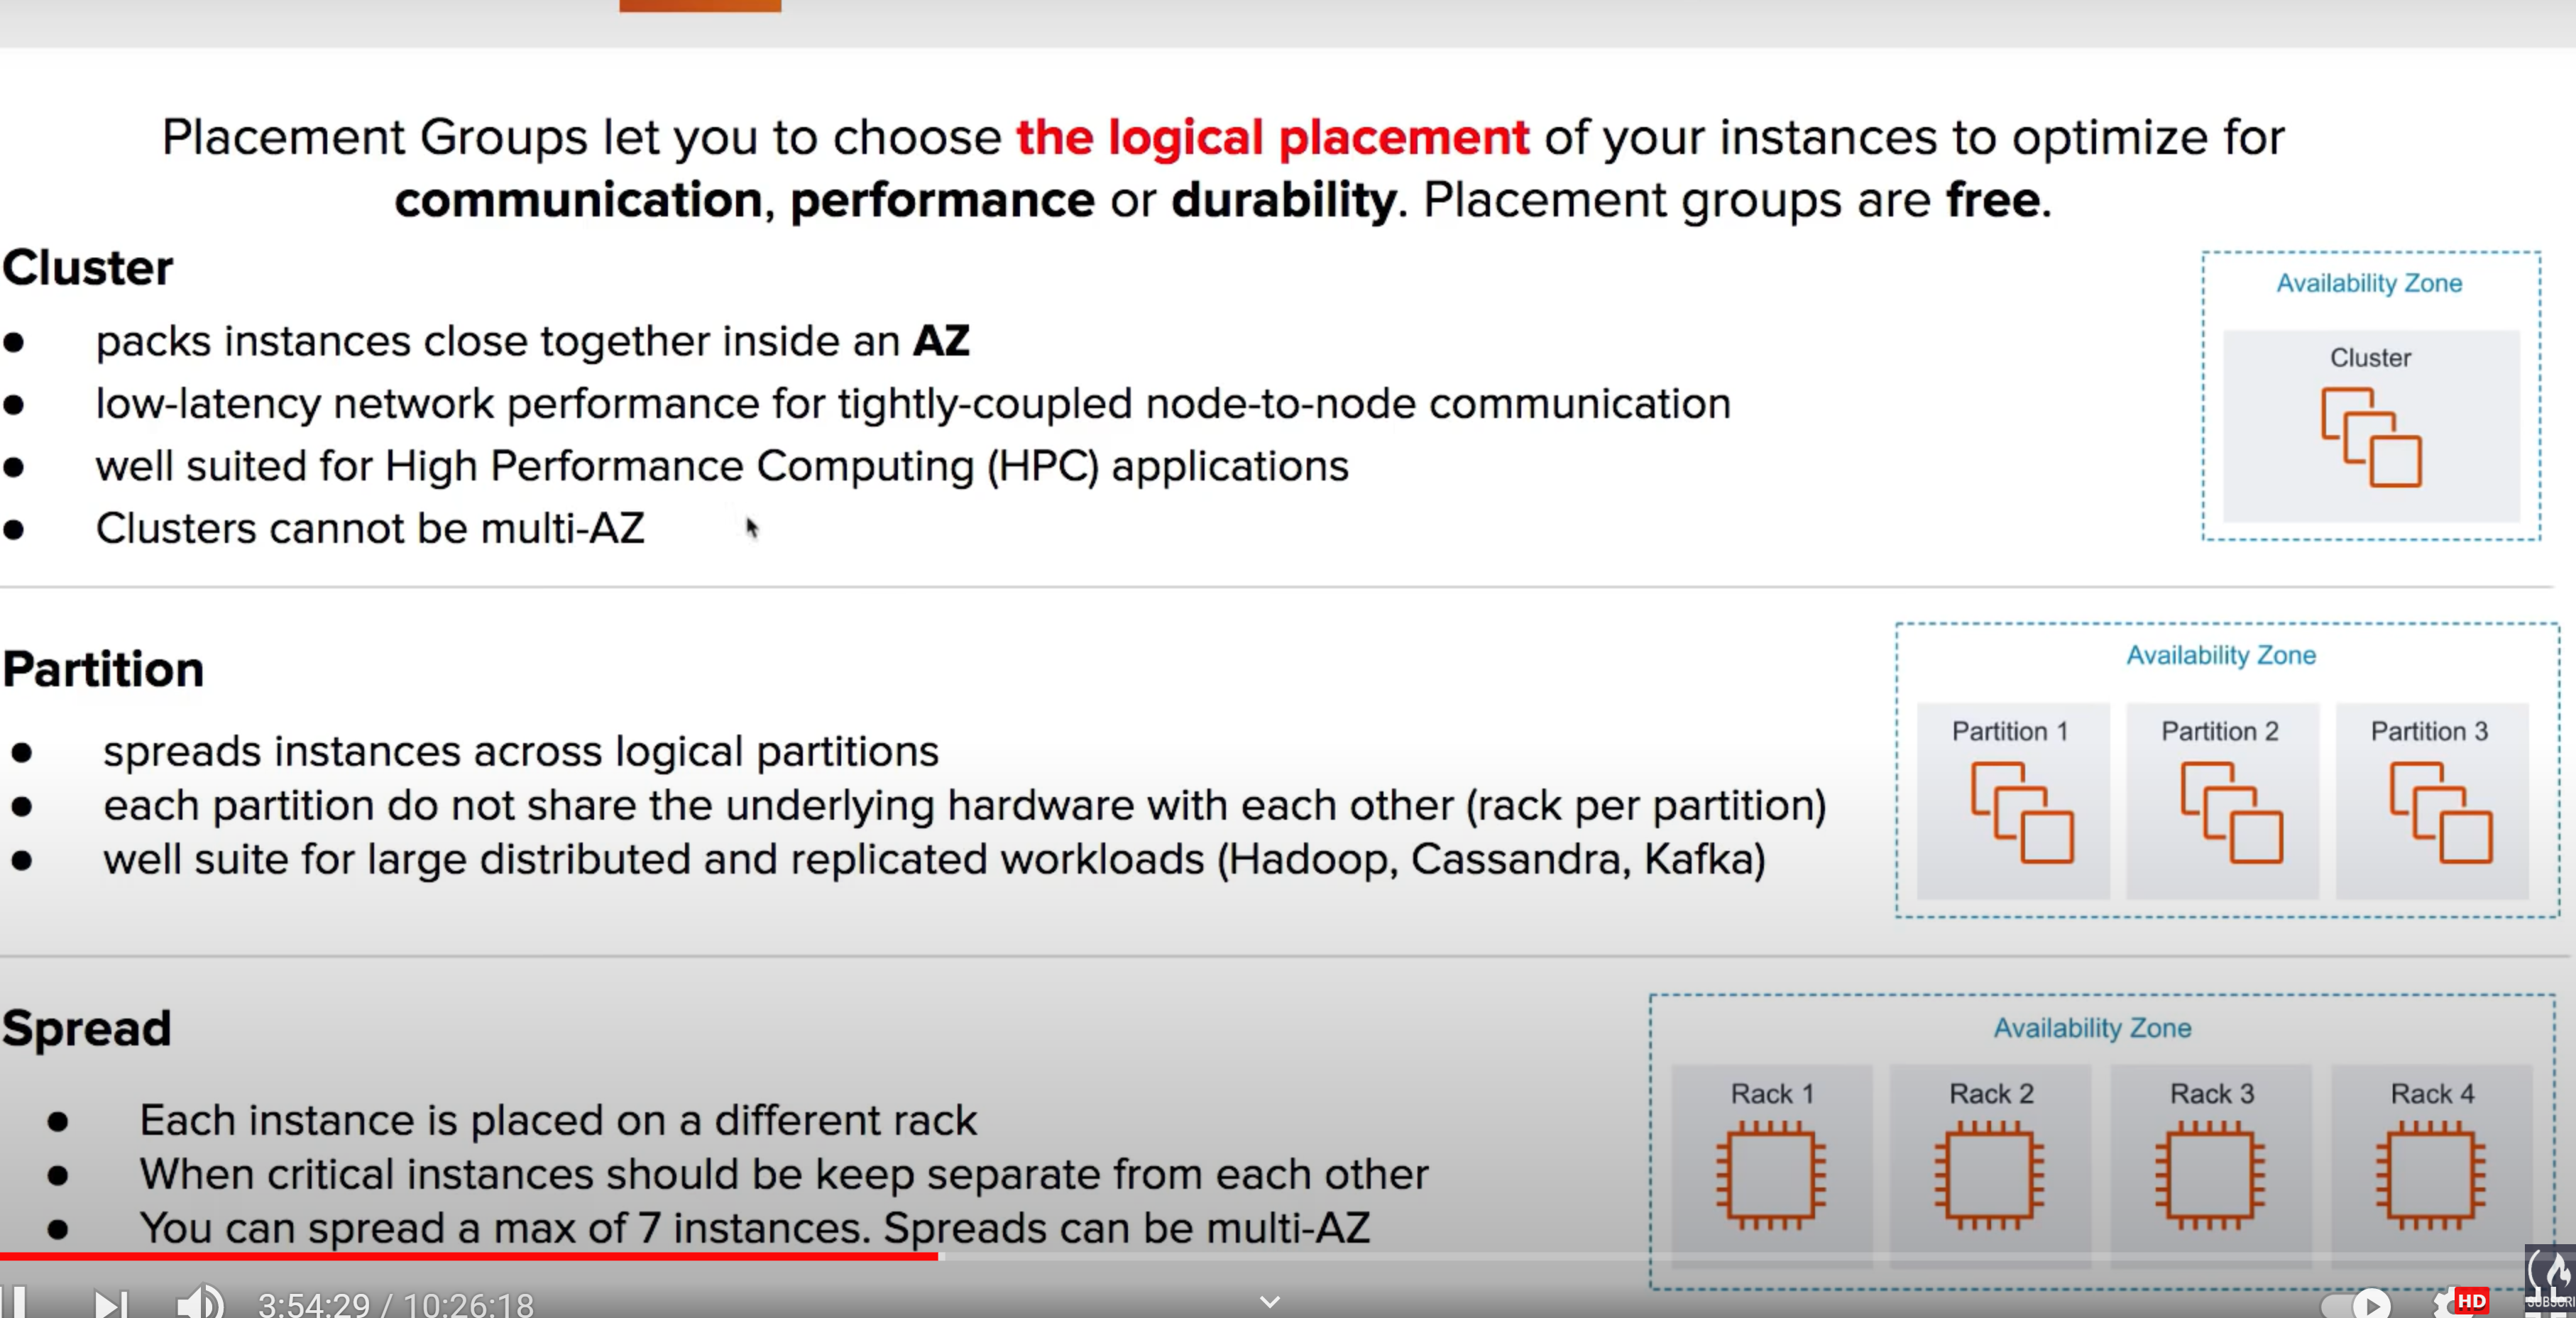 Placement Groups let you to choose the logical placement of your instances to optimize for
communication, performance or durability. Placement groups are free.
Cluster
packs instances close together inside an AZ
low-latency network performance for tightly-coupled node-to-node communication
well suited for High Performance Computing (HPC) applications
Clusters cannot be multi-AZ
Availability Zone
Cluster
Partition
spreads instances across logical partitions
each partition do not share the underlying hardware with each other (rack per partition)
well suite for large distributed and replicated workloads (Hadoop, Cassandra, Kafka)
Availability Zone
Partition 1
Partition 2
Partition 3
Spread
Each instance is placed on a different rack
When critical instances should be keep separate from each other
You can spread a max of 7 instances. Spreads can be multi-AZ
Availability Zone
Rack 1
Rack 2
Rack 3
Rack 4
3:54:29 / 10:26:18
HD